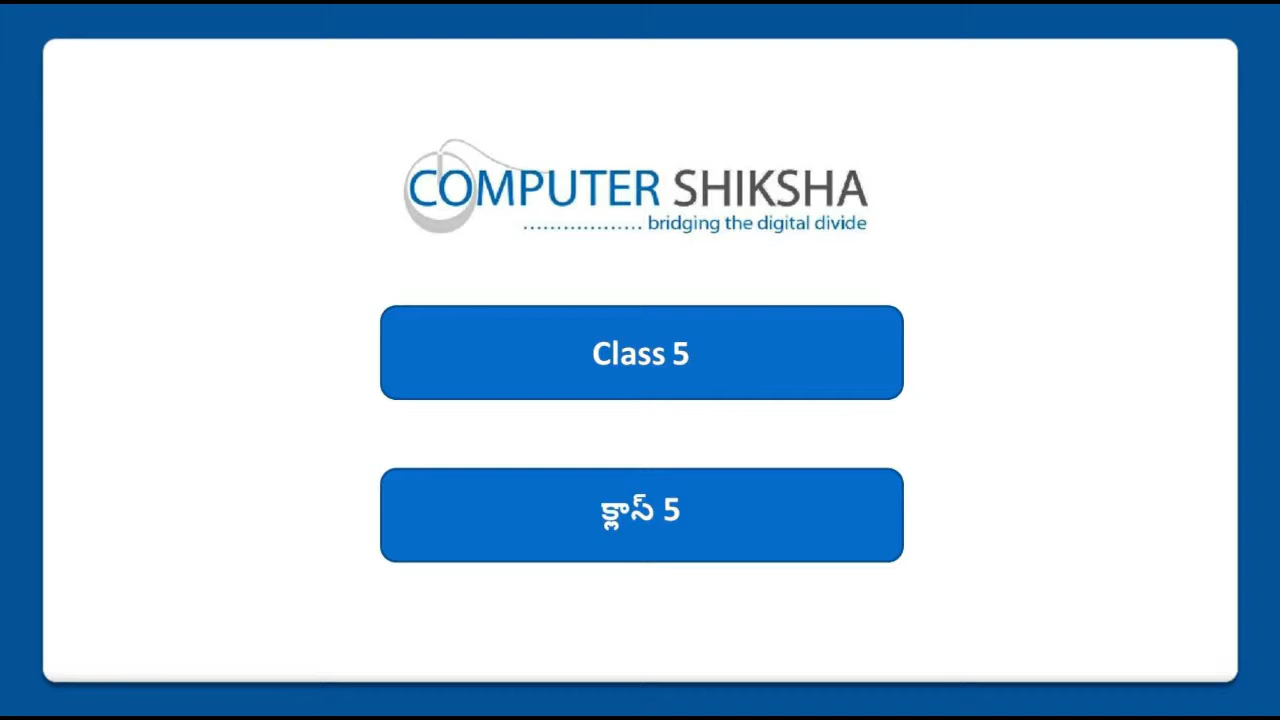 COMPUTER SHIKSHA
.................. bridging the digital divide
Class 5
క్లాస్ 5